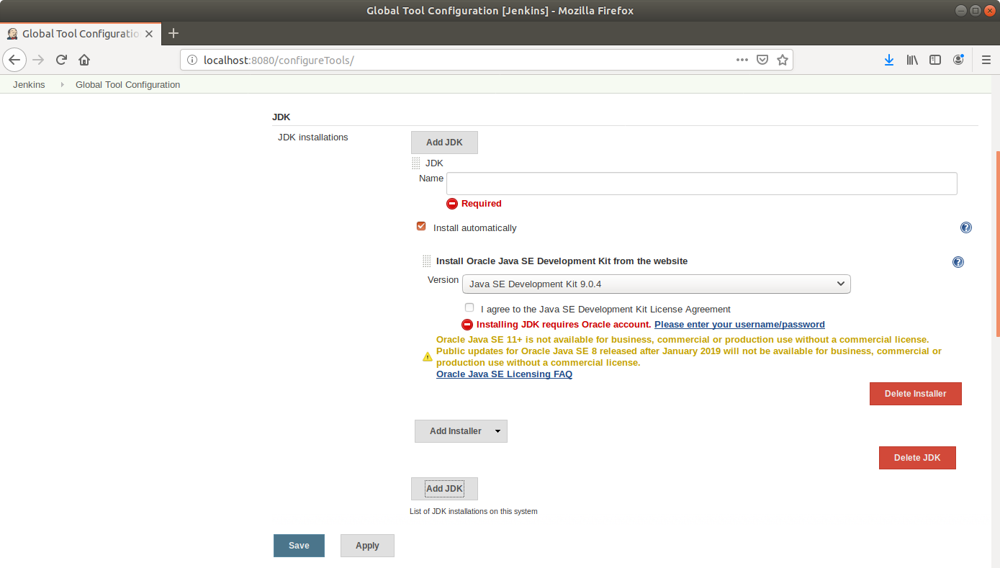 Global Tool Configuration [Jenkins] - Mozilla Firefox
Global Tool Configuratio
localhost:8080/configureTools/
Jenkins Global Tool Configuration
JDK
JDK installations
Add JDK
JDK
Name
Required
Install automatically
Install Oracle Java SE Development Kit from the website
Version Java SE Development Kit 9.0.4
I agree to the Java SE Development Kit License Agreement
Installing JDK requires Oracle account. Please enter your username/password
Oracle Java SE 11+ is not available for business, commercial or production use without a commercial license.
Public updates for Oracle Java SE 8 released after January 2019 will not be available for business, commercial or
production use without a commercial license.
Oracle Java SE Licensing FAQ
Delete Installer
Add Installer
Delete JDK
Add JDK
List of JDK installations on this system
Save Apply